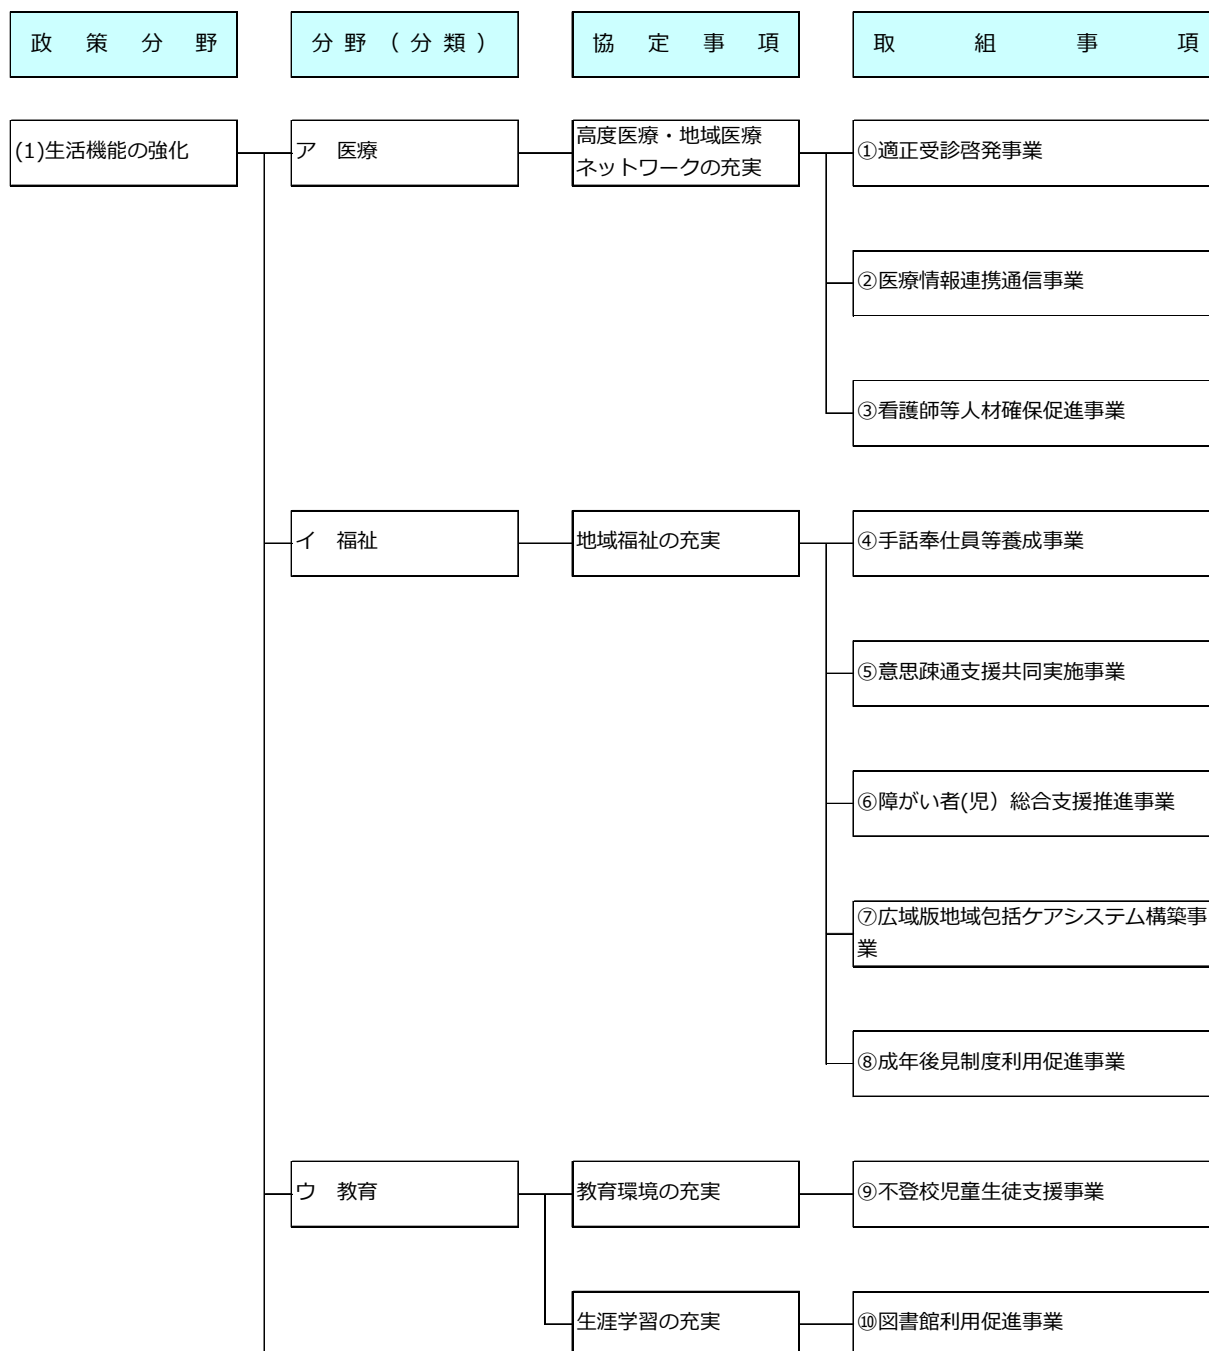 政策分野
分野（分類）
協定事項
取組事項
(1)生活機能の強化
ア　医療
高度医療・地域医療
ネットワークの充実
①適正受診啓発事業
②医療情報連携通信事業
③看護師等人材確保促進事業
イ　福祉
地域福祉の充実
④手話奉仕員等養成事業
⑤意思疎通支援共同実施事業
⑥障がい者(児）総合支援推進事業
⑦広域版地域包括ケアシステム構築事
業
⑧成年後見制度利用促進事業
ウ　教育
教育環境の充実
⑨不登校児童生徒支援事業
生涯学習の充実
⑩図書館利用促進事業